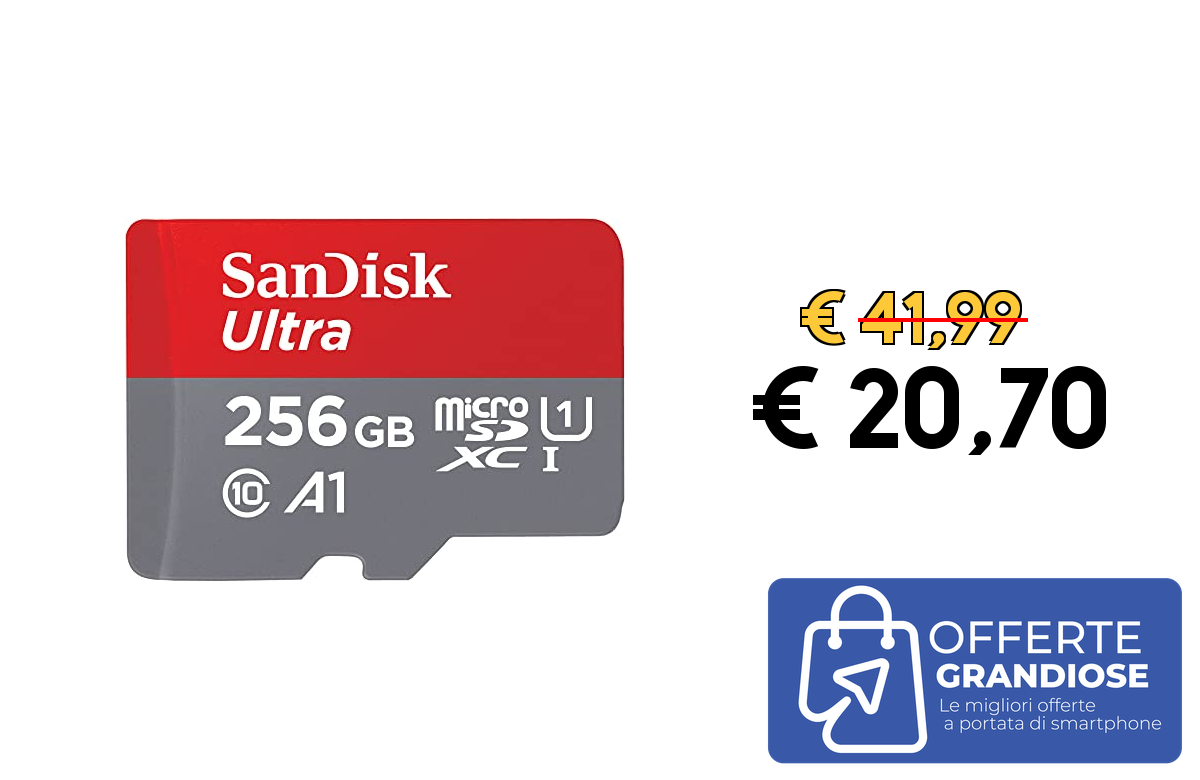 SanDisk
Ultra
256 GB
micro SD XC I
U1
10 A1
€ 41,99
€ 20,70
OFFERTE
GRANDIOSE
Le migliori offerte
a portata di smartphone